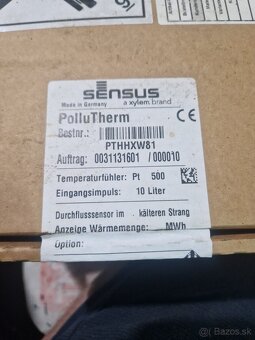 SENSUS
Made in Germany
a xylem brand
PolluTherm
CE
Bestnr.:
PTHHXW81
Auftrag: 0031131601 /000010
Temperaturfühler: Pt 500
Eingangsimpuls: 10 Liter
Durchflusssensor im kälteren Strang
Anzeige Wärmemenge: MWh
Option:
bazos.sk